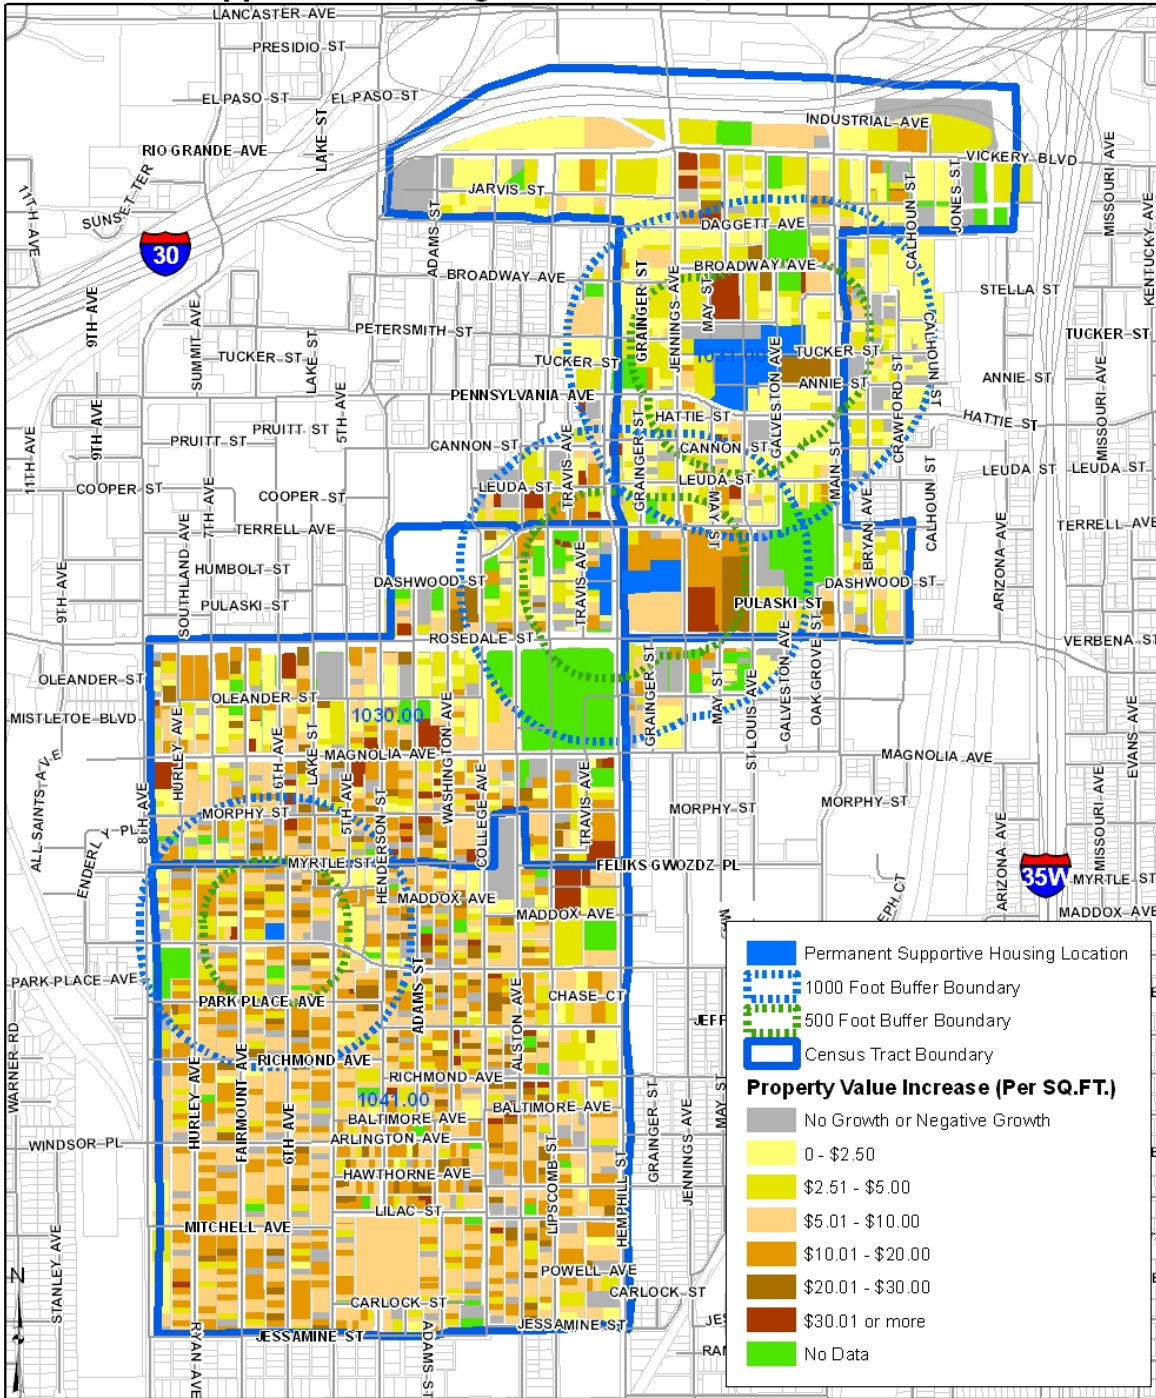 LANCASTER AVE
PRESIDIO ST
EL PASO ST
EL PASO ST
LAKE ST
INDUSTRIAL AVE
RIO GRANDE AVE
VICKERY BLVD
MISSOURI AVE
11TH AVE
SUNSET TER
JARVIS ST
CALHOUN ST
JONES ST
KENTUCKY AVE
30
ADAMS ST
DAGGETT AVE
BROADWAY AVE
BROADWAY AVE
GRAINGER ST
JENNINGS AVE
MAY ST
STELLA ST
9TH AVE
SUMMIT AVE
PETERSMITH ST
CALHOUN ST
TUCKER ST
TUCKER ST
LAKE ST
TUCKER ST
1031.00
TUCKER ST
GALVESTON AVE
ANNIE ST
ANNIE ST
CRAWFORD ST
MISSOURI AVE
5TH AVE
PENNSYLVANIA AVE
9TH AVE
HATTIE ST
HATTIE ST
11TH AVE
PRUITT ST
PRUITT ST
CANNON ST
TRAVIS AVE
GRAINGER ST
CANNON ST
MAIN ST
LEUDA ST
LEUDA ST
COOPER ST
COOPER ST
7TH AVE
LEUDA ST
LEUDA ST
MAY ST
BRYAN AVE
CALHOUN ST
SOUTHLAND AVE
TERRELL AVE
TERRELL AVE
ARIZONA AVE
9TH AVE
HUMBOLT ST
DASHWOOD ST
TRAVIS AVE
DASHWOOD ST
PULASKI ST
PULASKI ST
ROSEDALE ST
VERBENA ST
OLEANDER ST
OLEANDER ST
GRAINGER ST
MAY ST
ST LOUIS AVE
GALVESTON AVE
OAK GROVE ST
MISTLETOE BLVD
1030.00
HURLEY AVE
6TH AVE
LAKE ST
MAGNOLIA AVE
WASHINGTON AVE
MAGNOLIA AVE
EVANS AVE
ALL SAINTS AVE
8TH AVE
5TH AVE
HENDERSON ST
COLLEGE AVE
TRAVIS AVE
MORPHY ST
MORPHY ST
MORPHY ST
MISSOURI AVE
ARIZONA AVE
ENDERLY PL
MYRTLE ST
FELIKS GWOZDZ PL
35W
MYRTLE ST
MADDOX AVE
MADDOX AVE
MADDOX AVE
EPH CT
PARK PLACE AVE
PARK PLACE AVE
ADAMS ST
ALSTON AVE
CHASE CT
JEFF
WARNER RD
RICHMOND AVE
RICHMOND AVE
HURLEY AVE
FAIRMOUNT AVE
6TH AVE
1041.00
BALTIMORE AVE
BALTIMORE AVE
GRAINGER ST
JENNINGS AVE
MAY ST
WINDSOR PL
ARLINGTON AVE
HAWTHORNE AVE
LIPSCOMB ST
HEMPHILL ST
LILAC ST
MITCHELL AVE
STANLEY AVE
POWELL AVE
CARLOCK ST
CARLOCK ST
JESSAMINE ST
JESSAMINE ST
JES
RAN
RYAN AVE
ADAMS ST
N
Permanent Supportive Housing Location
1000 Foot Buffer Boundary
500 Foot Buffer Boundary
Census Tract Boundary
Property Value Increase (Per SQ.FT.)
No Growth or Negative Growth
0 - $2.50
$2.51 - $5.00
$5.01 - $10.00
$10.01 - $20.00
$20.01 - $30.00
$30.01 or more
No Data